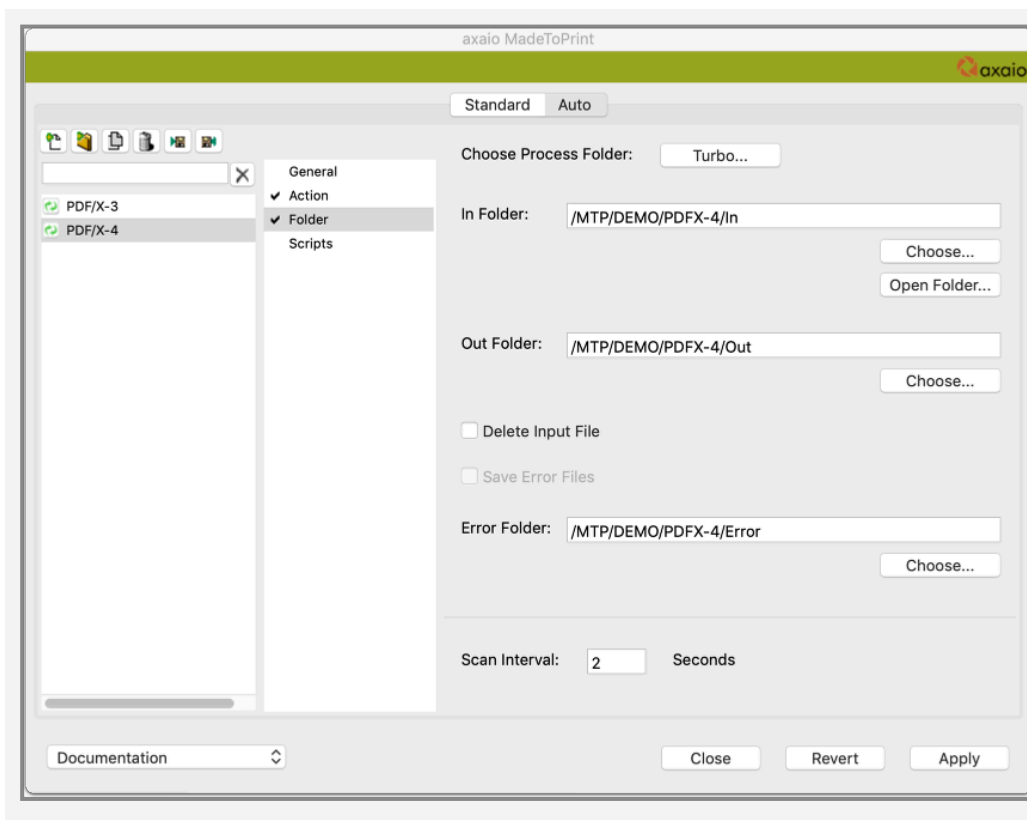 axaio MadeToPrint
axaio
Standard Auto
Choose Process Folder: Turbo...
General
Action
Folder
Scripts
PDF/X-3
PDF/X-4
In Folder: /MTP/DEMO/PDFX-4/In
Choose...
Open Folder...
Out Folder: /MTP/DEMO/PDFX-4/Out
Choose...
Delete Input File
Save Error Files
Error Folder: /MTP/DEMO/PDFX-4/Error
Choose...
Scan Interval: 2 Seconds
Documentation Close Revert Apply